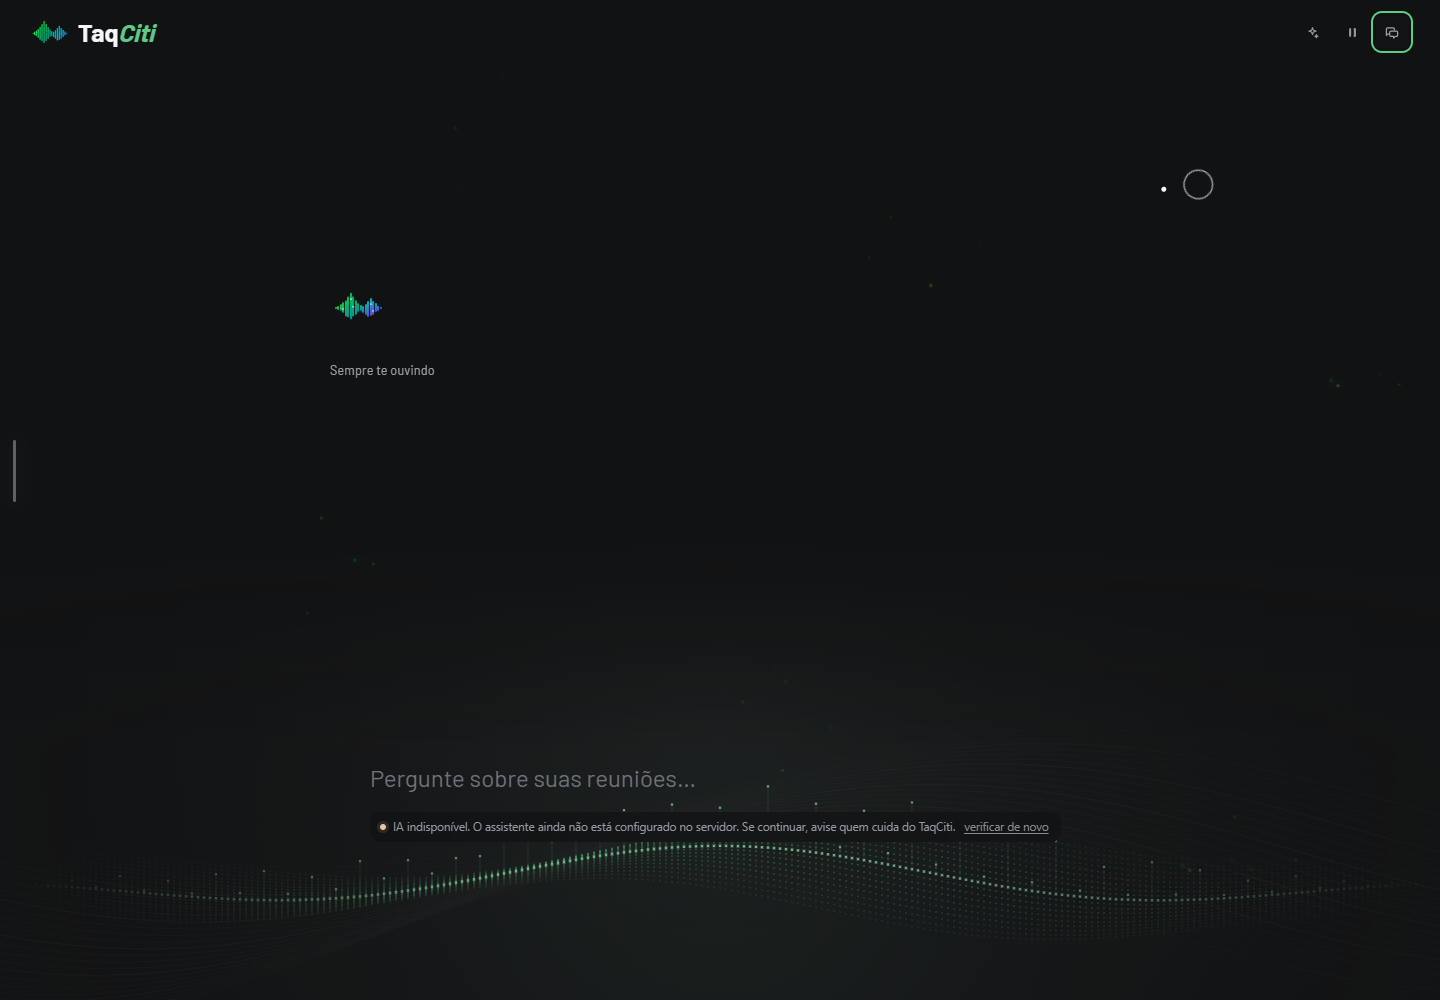 TaqCiti
Sempre te ouvindo
Pergunte sobre suas reuniões...
IA indisponível. O assistente ainda não está configurado no servidor. Se continuar, avise quem cuida do TaqCiti. verificar de novo